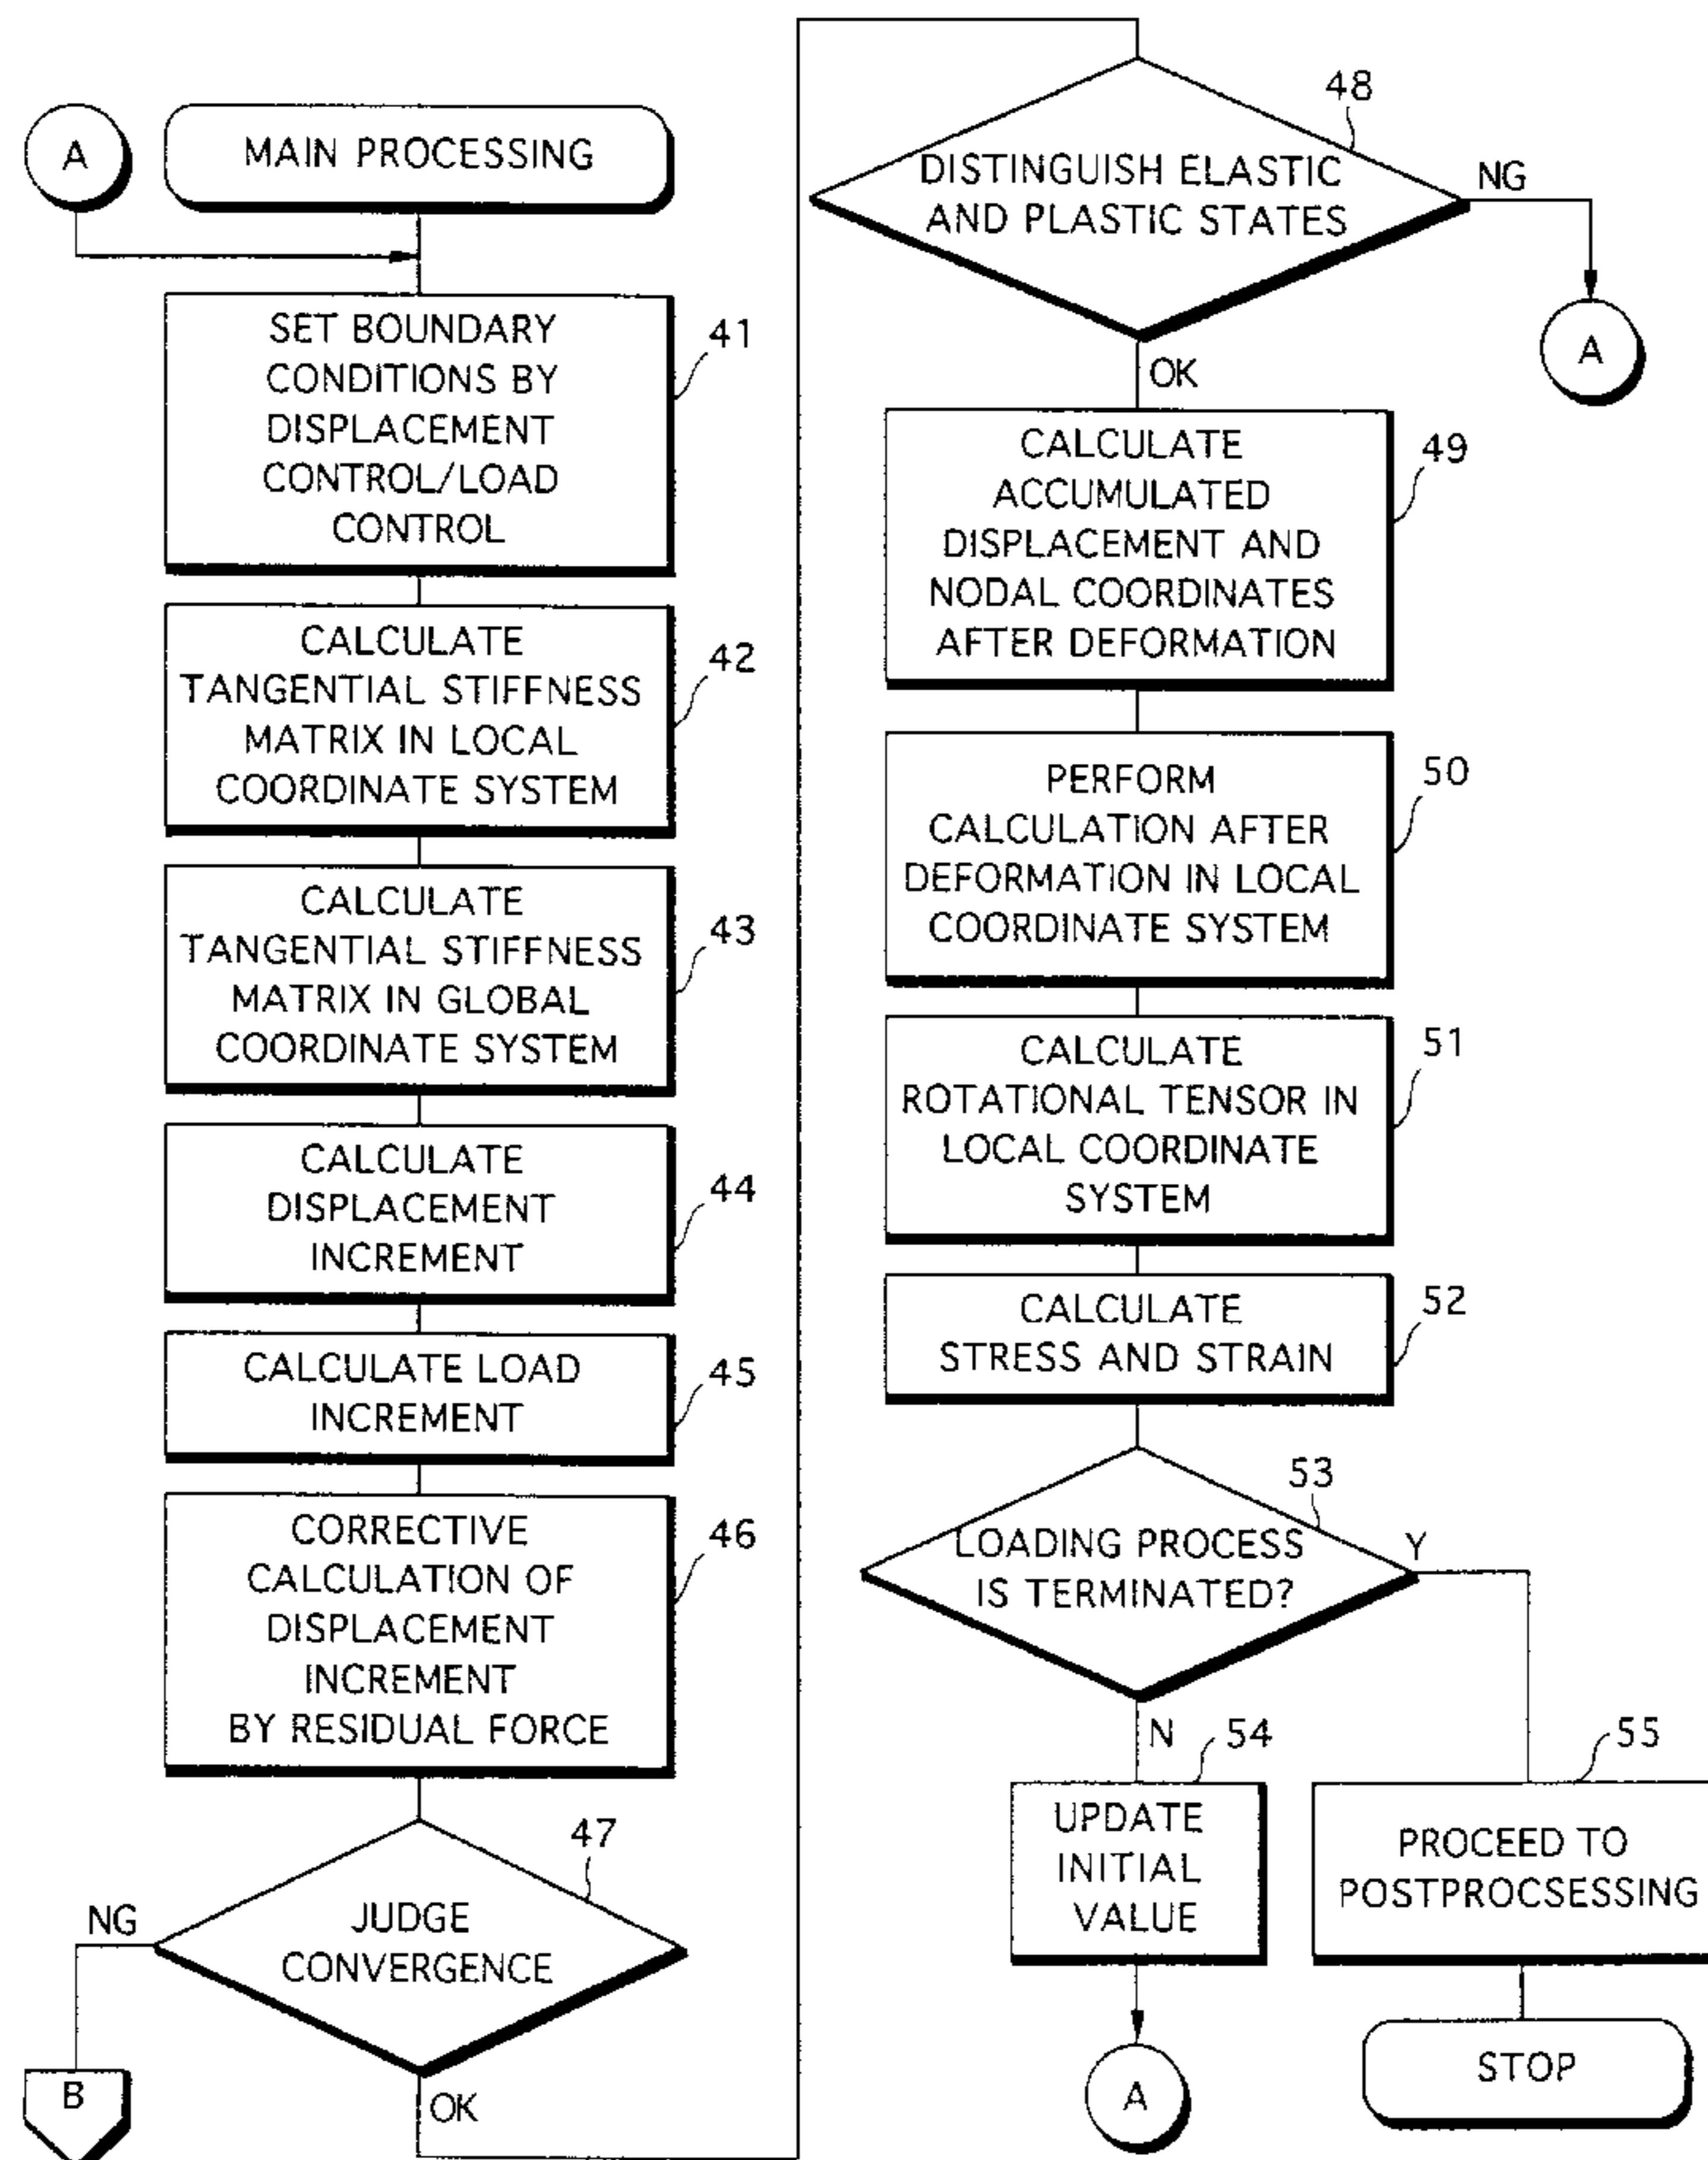 A
MAIN PROCESSING
SET BOUNDARY
CONDITIONS BY
DISPLACEMENT
CONTROL/LOAD
CONTROL
41
CALCULATE
TANGENTIAL STIFFNESS
MATRIX IN LOCAL
COORDINATE SYSTEM
42
CALCULATE
TANGENTIAL STIFFNESS
MATRIX IN GLOBAL
COORDINATE SYSTEM
43
CALCULATE
DISPLACEMENT
INCREMENT
44
CALCULATE LOAD
INCREMENT
45
CORRECTIVE
CALCULATION OF
DISPLACEMENT
INCREMENT
BY RESIDUAL FORCE
46
47
JUDGE
CONVERGENCE
NG
B
OK
48
DISTINGUISH ELASTIC
AND PLASTIC STATES
NG
A
OK
CALCULATE
ACCUMULATED
DISPLACEMENT AND
NODAL COORDINATES
AFTER DEFORMATION
49
PERFORM
CALCULATION AFTER
DEFORMATION IN LOCAL
COORDINATE SYSTEM
50
CALCULATE
ROTATIONAL TENSOR IN
LOCAL COORDINATE
SYSTEM
51
CALCULATE
STRESS AND STRAIN
52
53
LOADING PROCESS
IS TERMINATED?
Y
N
54
UPDATE
INITIAL
VALUE
A
55
PROCEED TO
POSTPROCSESSING
STOP